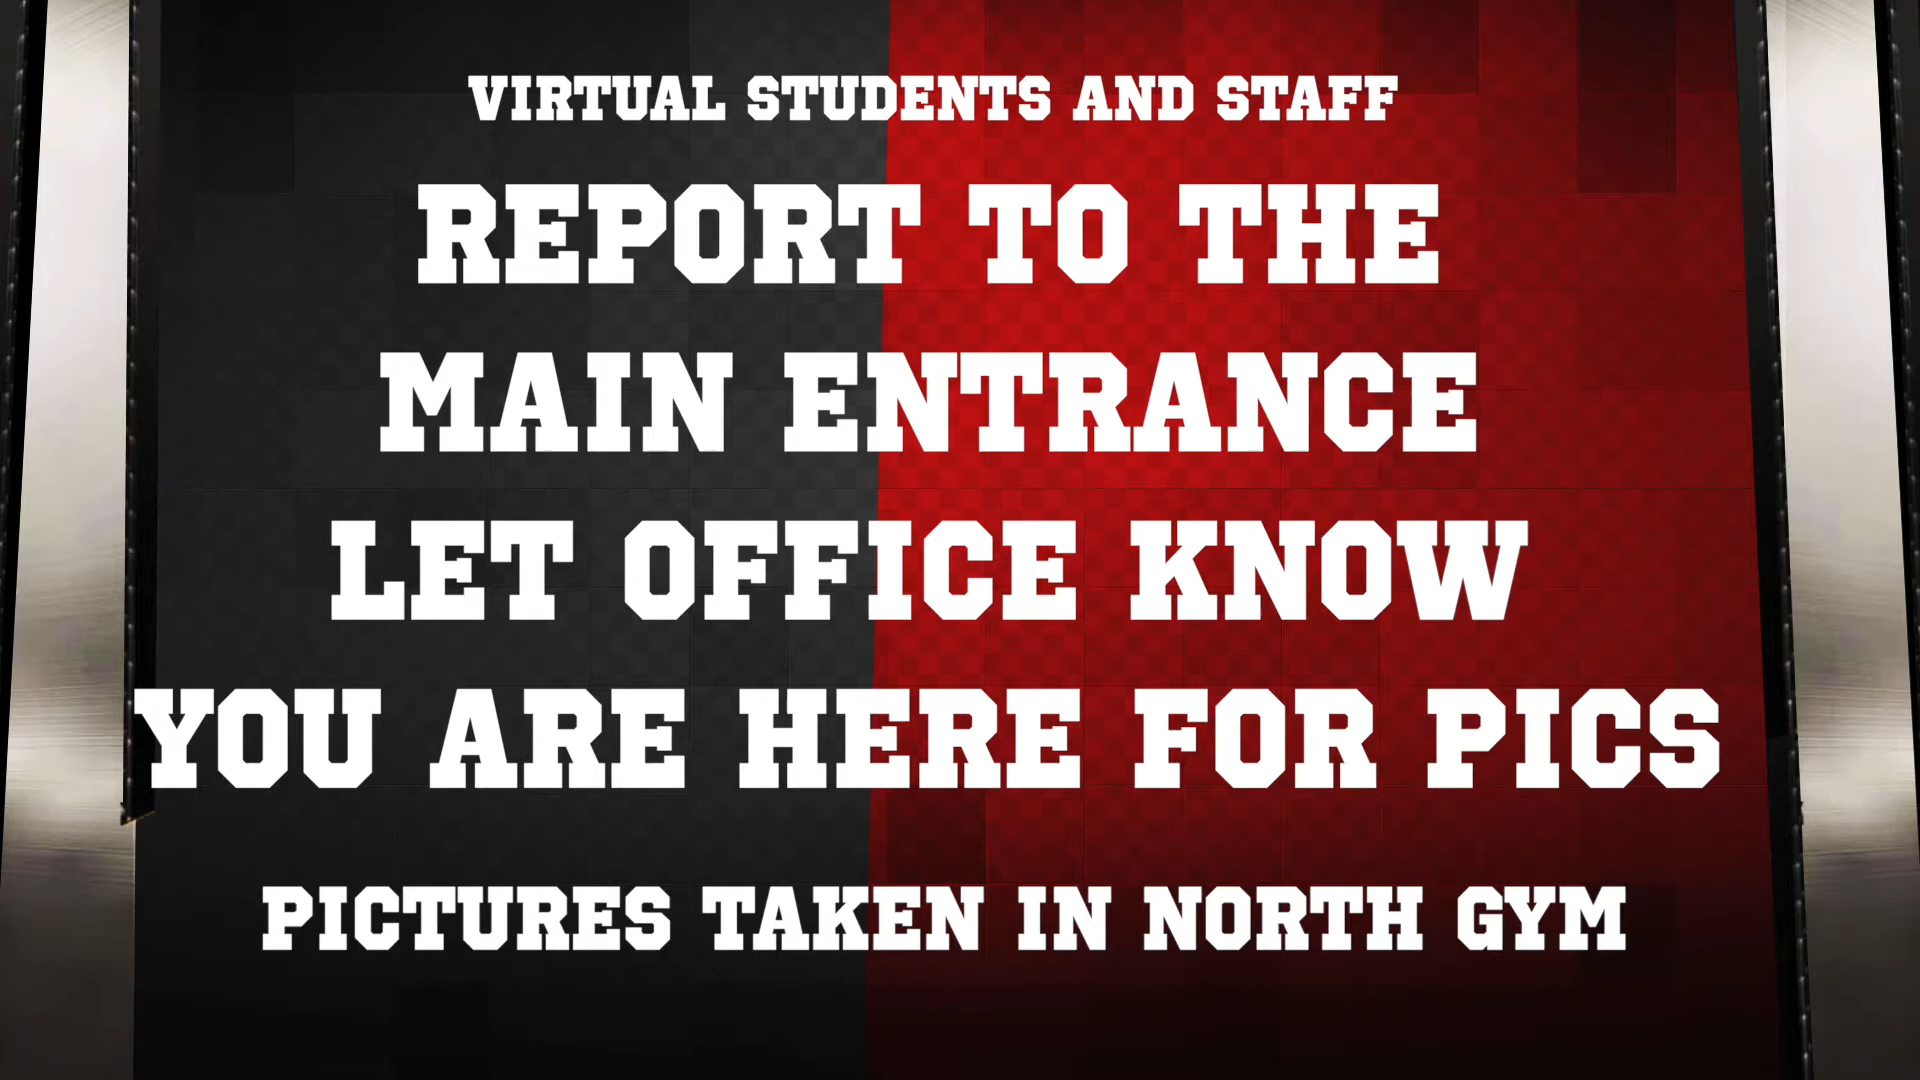 VIRTUAL STUDENTS AND STAFF
REPORT TO THE
MAIN ENTRANCE
LET OFFICE KNOW
YOU ARE HERE FOR PICS
PICTURES TAKEN IN NORTH GYM